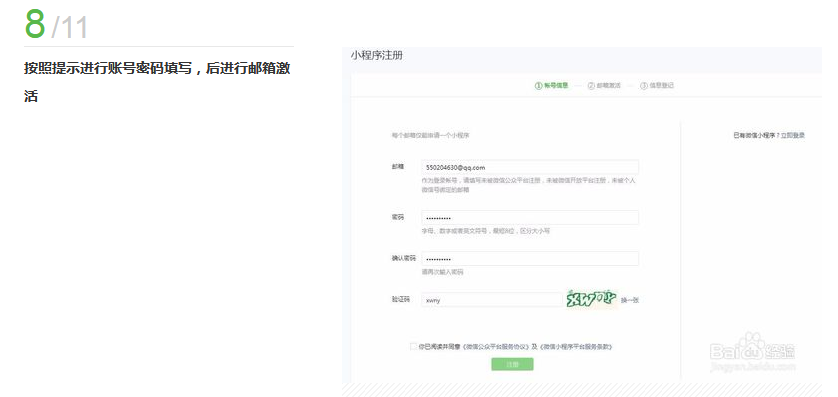 8 /11
按照提示进行账号密码填写，后进行邮箱激
活
小程序注册
① 帐号信息 ② 邮箱激活 ③ 信息登记
每个邮箱仅能申请一个小程序
已有微信小程序？立即登录
邮箱 550204630@qq.com
作为登录帐号，请填写未被微信公众平台注册，未被微信开放平台注册，未被个人
微信号绑定的邮箱
密码 ••••••••••
字母、数字或者英文符号，最短8位，区分大小写
确认密码 ••••••••••
请再次输入密码
验证码 xwny xwny 换一张
你已阅读并同意《微信公众平台服务协议》及《微信小程序平台服务条款》
注册
Baidu经验
jingyan.baidu.com